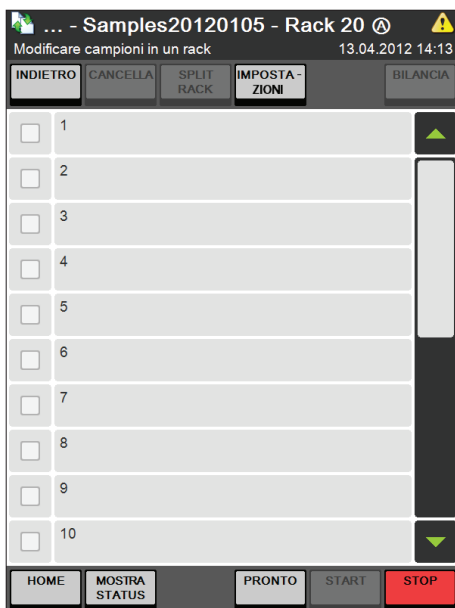 ... - Samples20120105 - Rack 20 Ⓐ
Modificare campioni in un rack 13.04.2012 14:13
INDIETRO CANCELLA SPLIT RACK IMPOSTA-ZIONI BILANCIA
1
2
3
4
5
6
7
8
9
10
HOME MOSTRA STATUS PRONTO START STOP